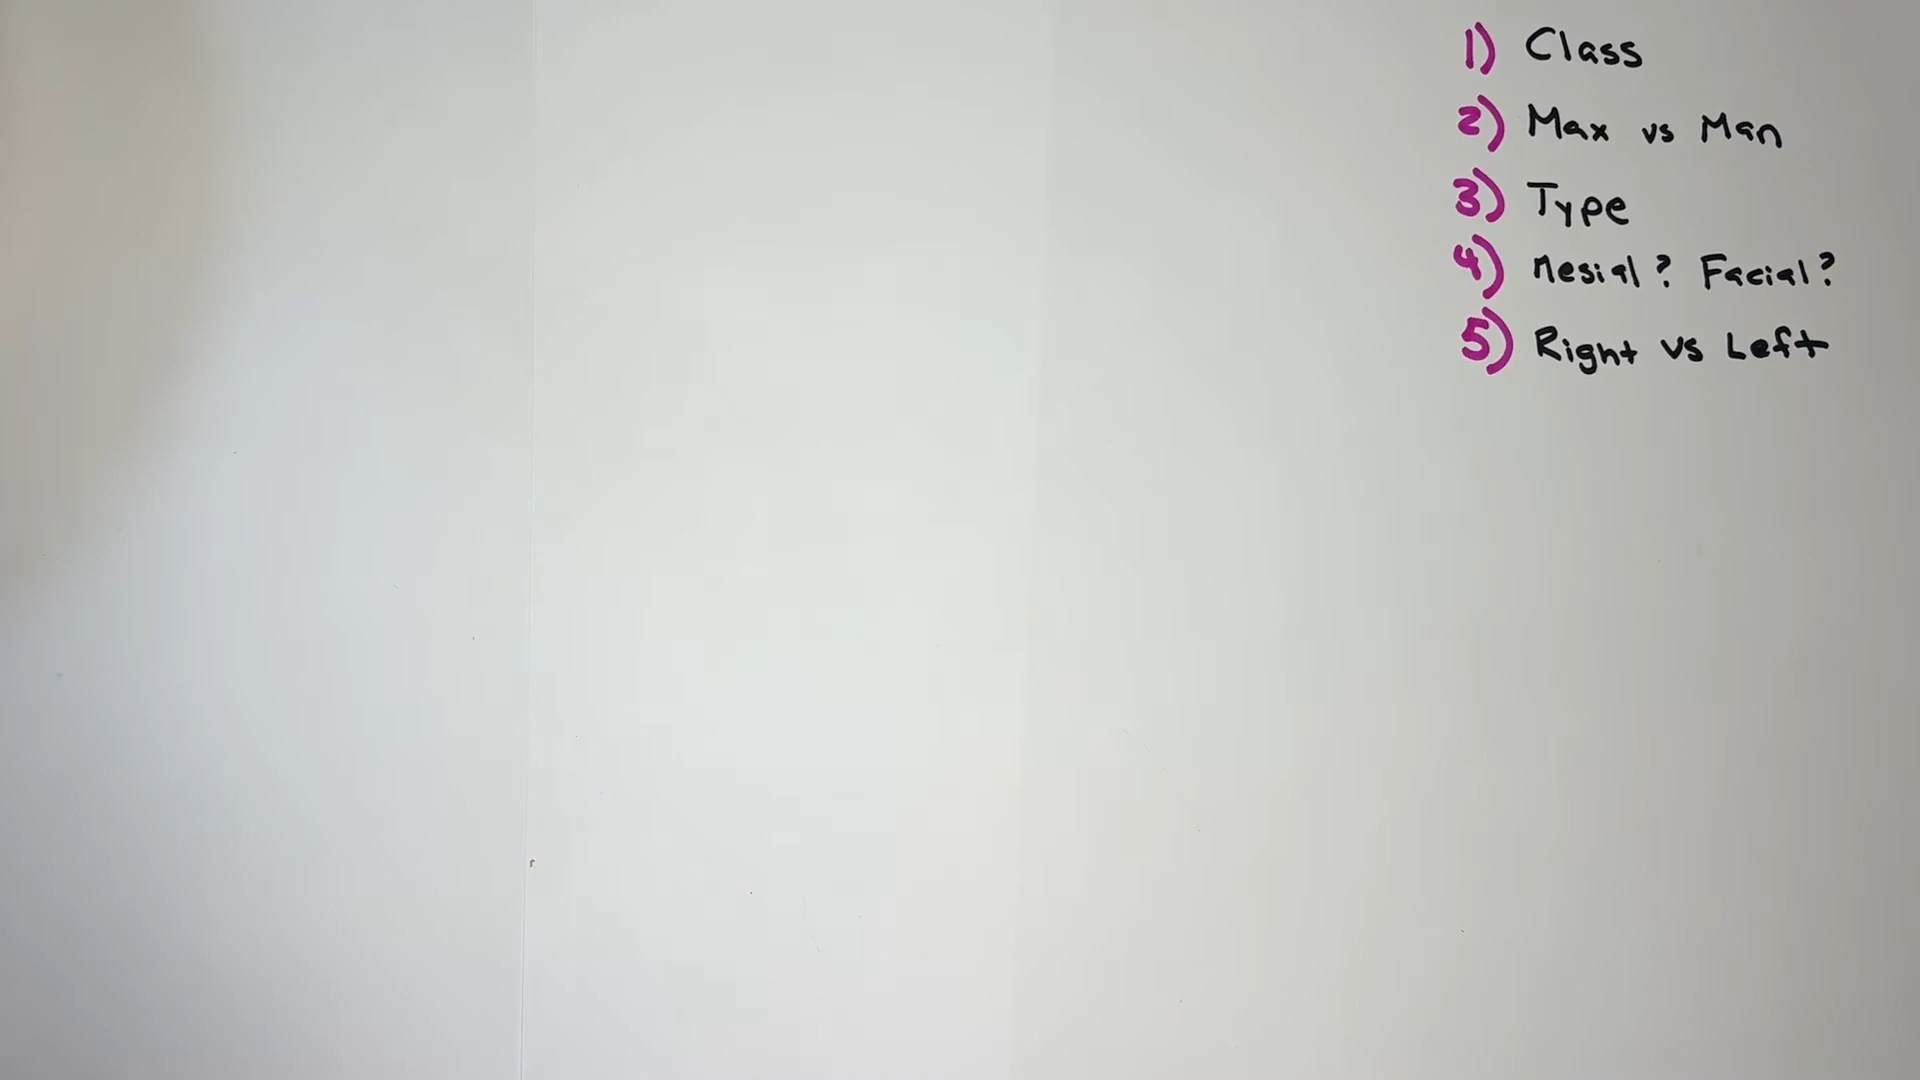 1) Class
2) Max vs Man
3) Type
4) Mesial? Facial?
5) Right vs Left